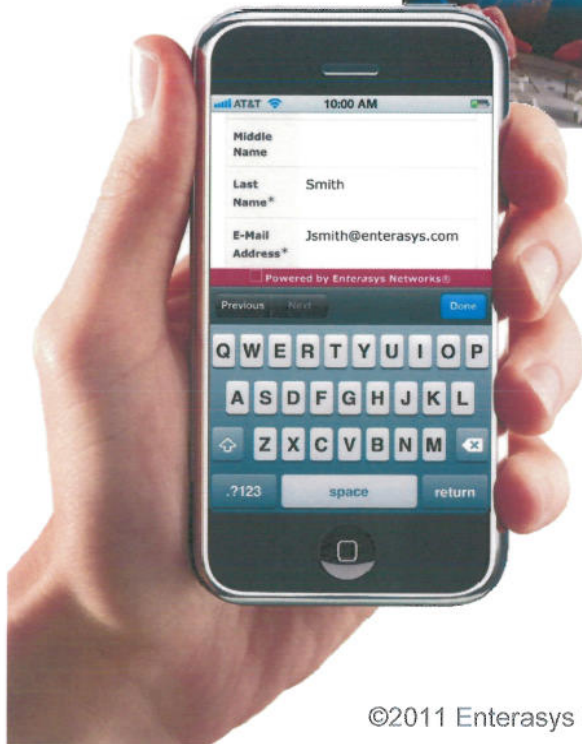 AT&T 10:00 AM
Middle
Name
Last
Name*
Smith
E-Mail
Address*
Jsmith@enterasys.com
Powered by Enterasys Networks®
Previous Next Done
Q W E R T Y U I O P
A S D F G H J K L
Z X C V B N M
.?123 space return
©2011 Enterasys